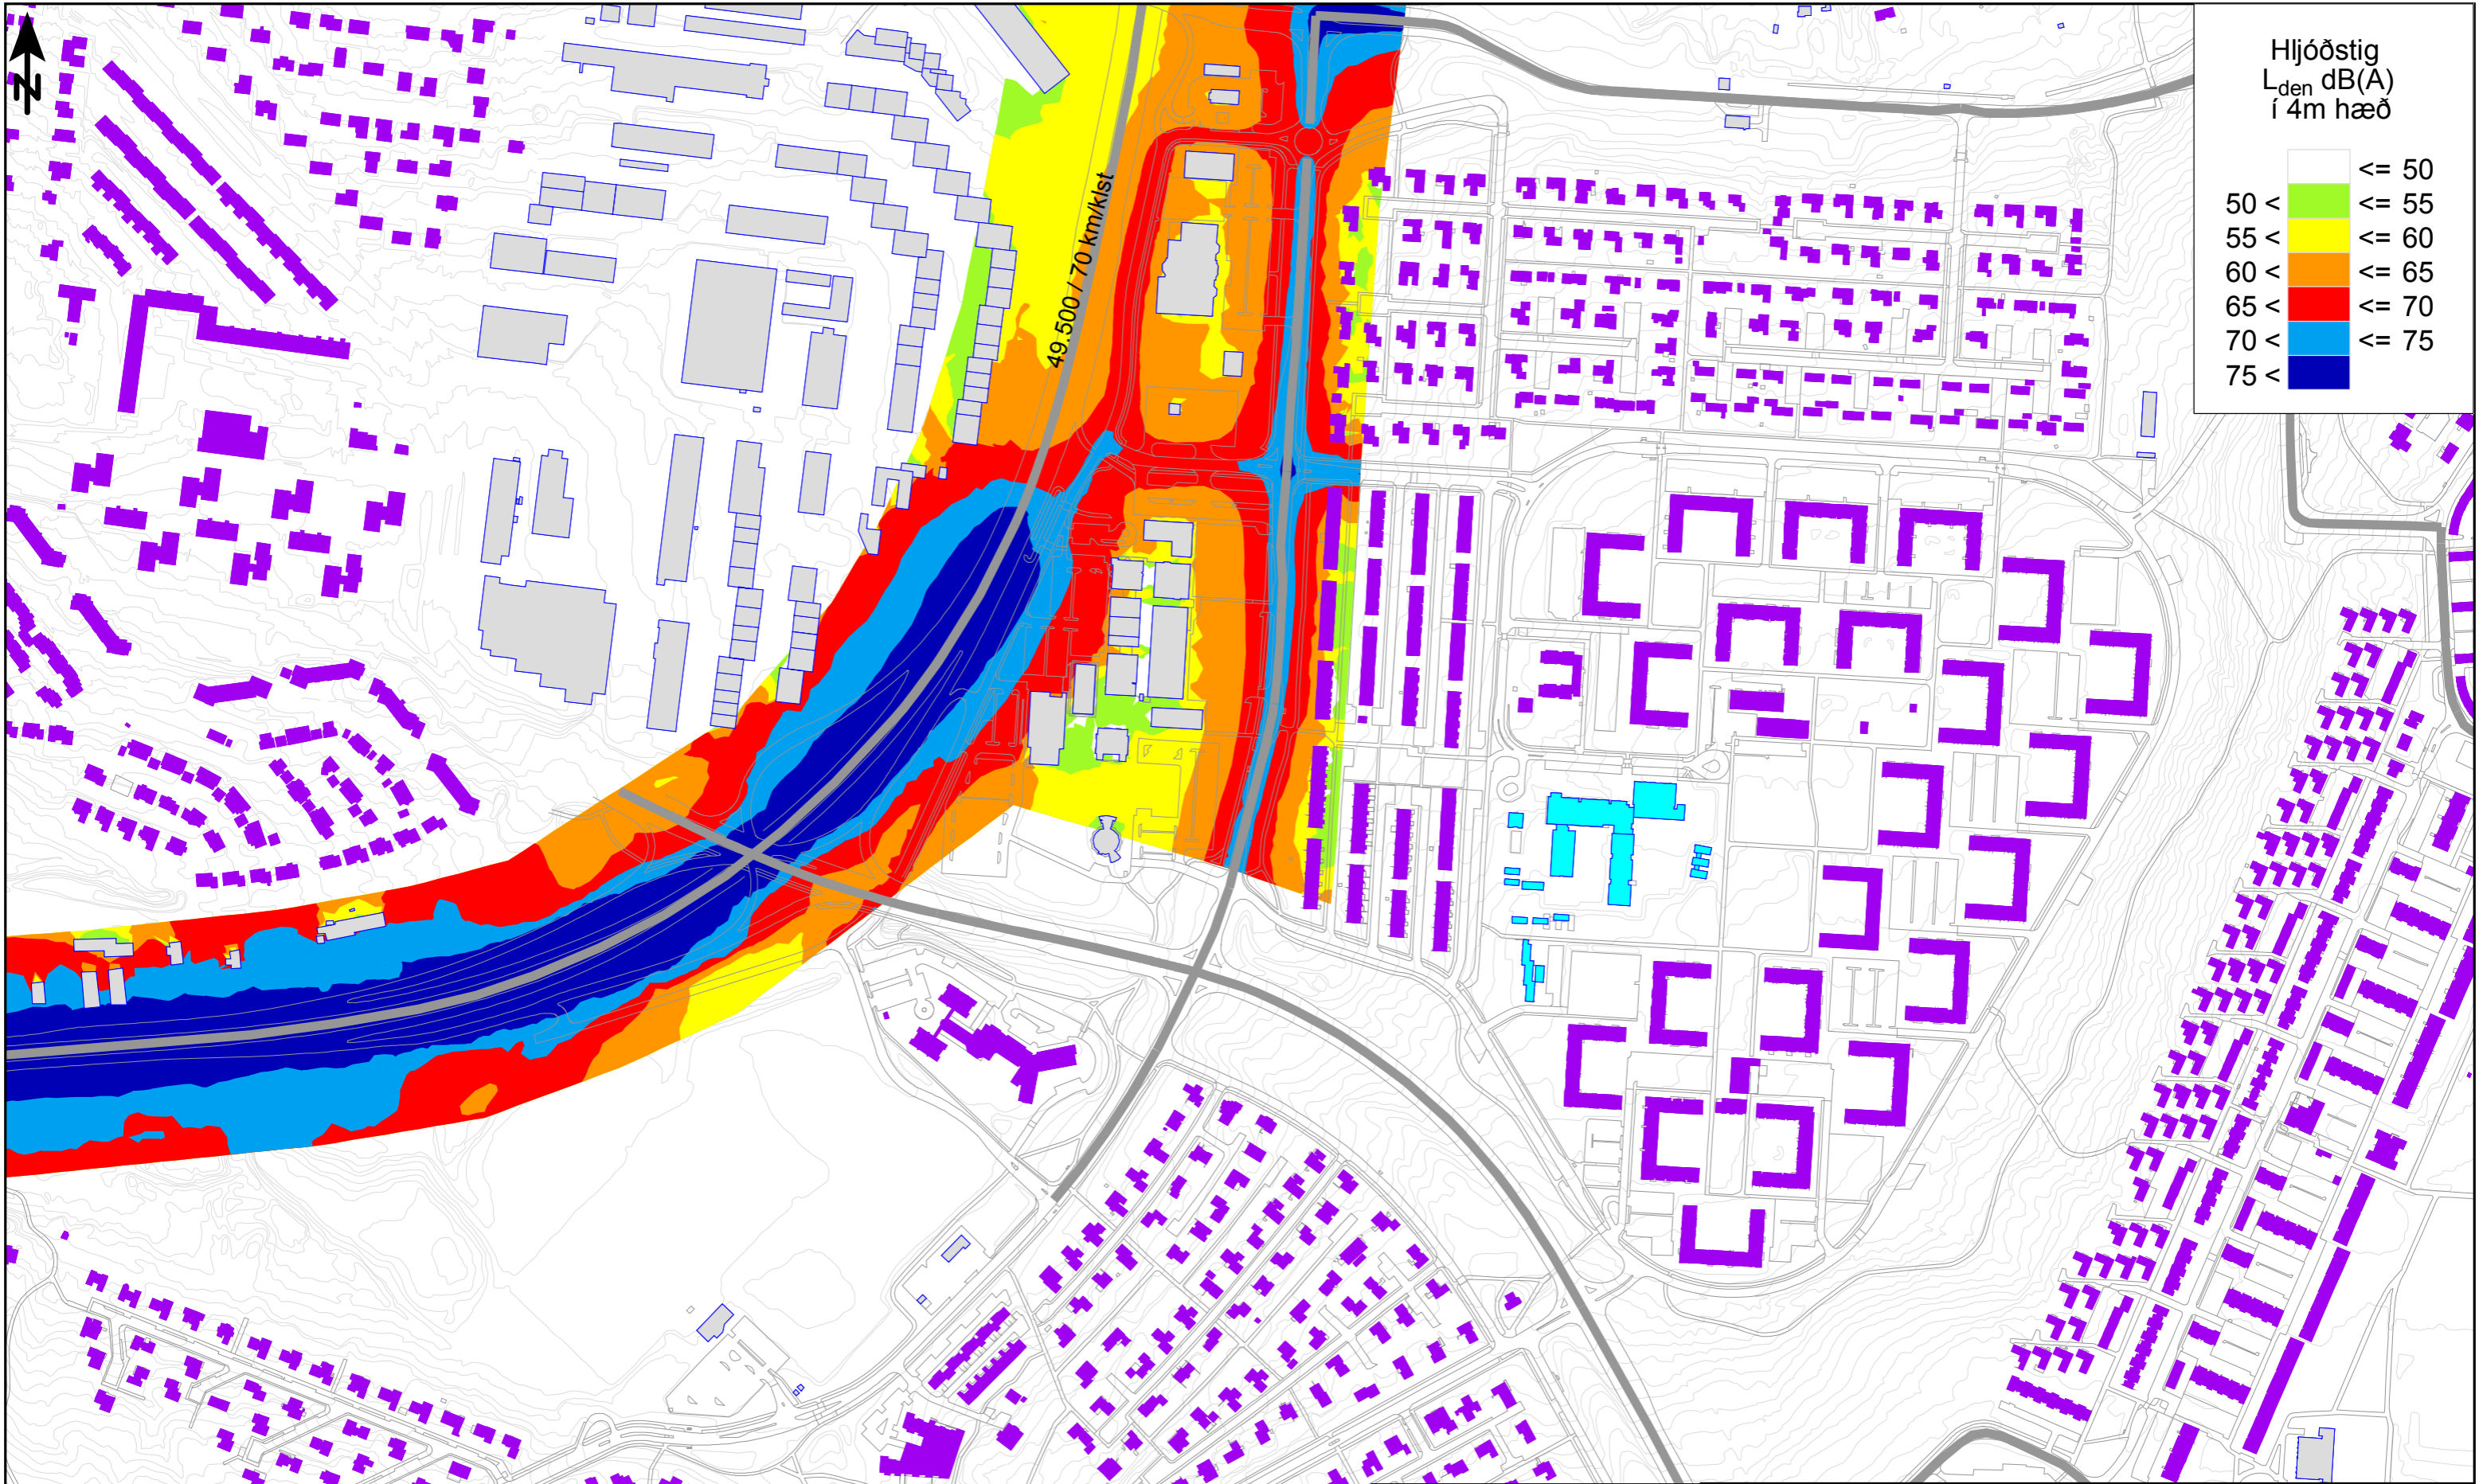 N
49.500 / 70 km/klst
Hljóðstig
Lden dB(A)
í 4m hæð
<= 50
50 < <= 55
55 < <= 60
60 < <= 65
65 < <= 70
70 < <= 75
75 <